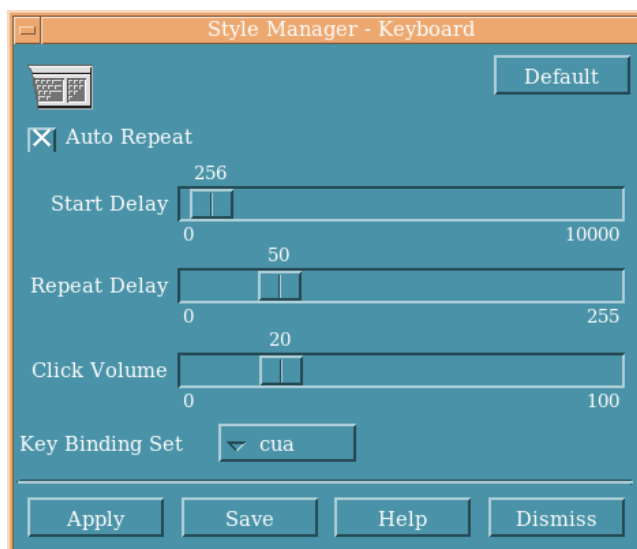 Style Manager - Keyboard
Default
Auto Repeat
256
Start Delay
0 10000
50
Repeat Delay
0 255
20
Click Volume
0 100
Key Binding Set cua
Apply Save Help Dismiss